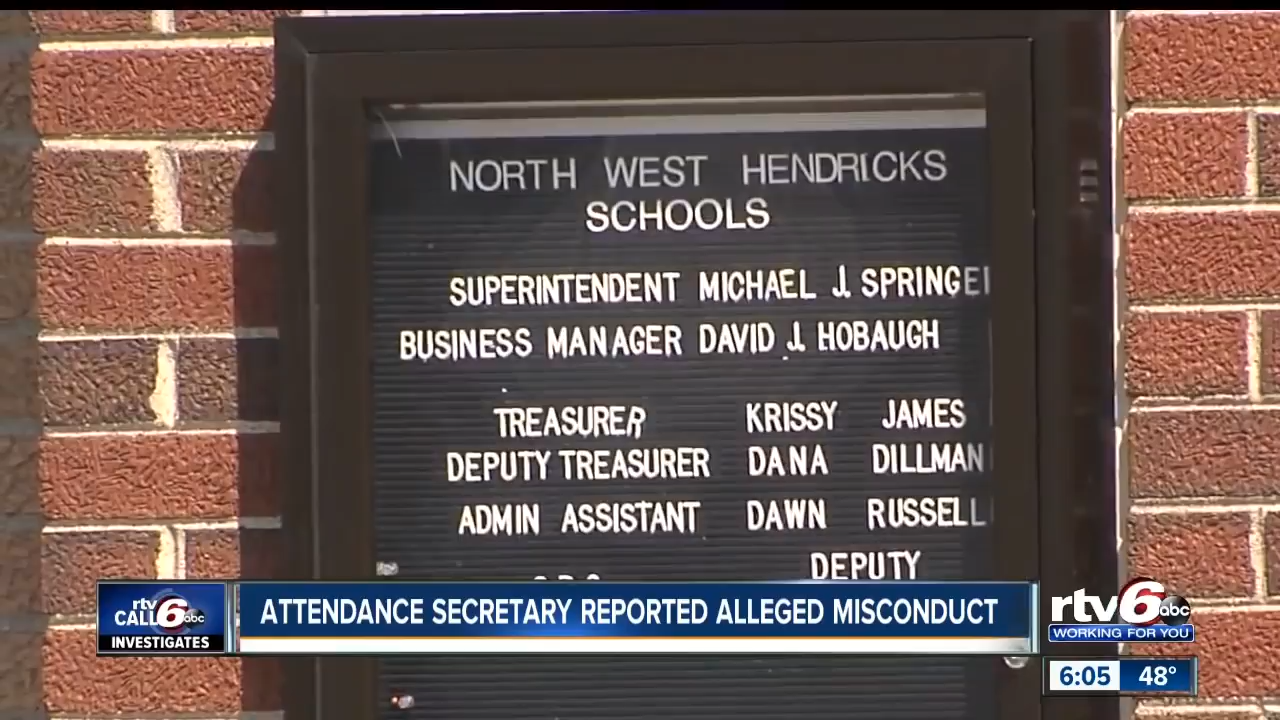 NORTH WEST HENDRICKS
SCHOOLS
SUPERINTENDENT MICHAEL J. SPRINGE
BUSINESS MANAGER DAVID J. HOBAUGH
TREASURER KRISSY JAMES
DEPUTY TREASURER DANA DILLMAN
ADMIN ASSISTANT DAWN RUSSELL
DEPUTY
rtv6 abc
CALL 6
INVESTIGATES
ATTENDANCE SECRETARY REPORTED ALLEGED MISCONDUCT
rtv6 abc
WORKING FOR YOU
6:05 48°